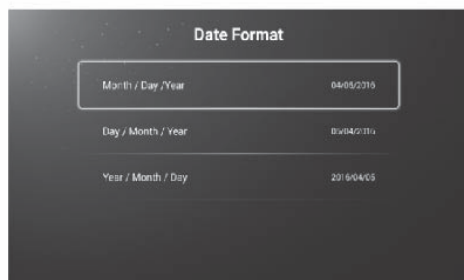 Date Format
Month / Day /Year 04/05/2016
Day / Month / Year 05/04/2016
Year / Month / Day 2016/04/05